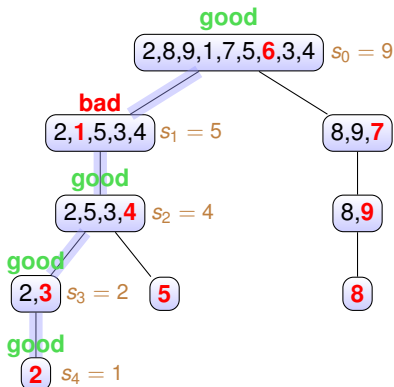 good
2,8,9,1,7,5,6,3,4 s₀ = 9
bad
2,1,5,3,4 s₁ = 5 8,9,7
good
2,5,3,4 s₂ = 4 8,9
good
2,3 s₃ = 2 5 8
good
2 s₄ = 1